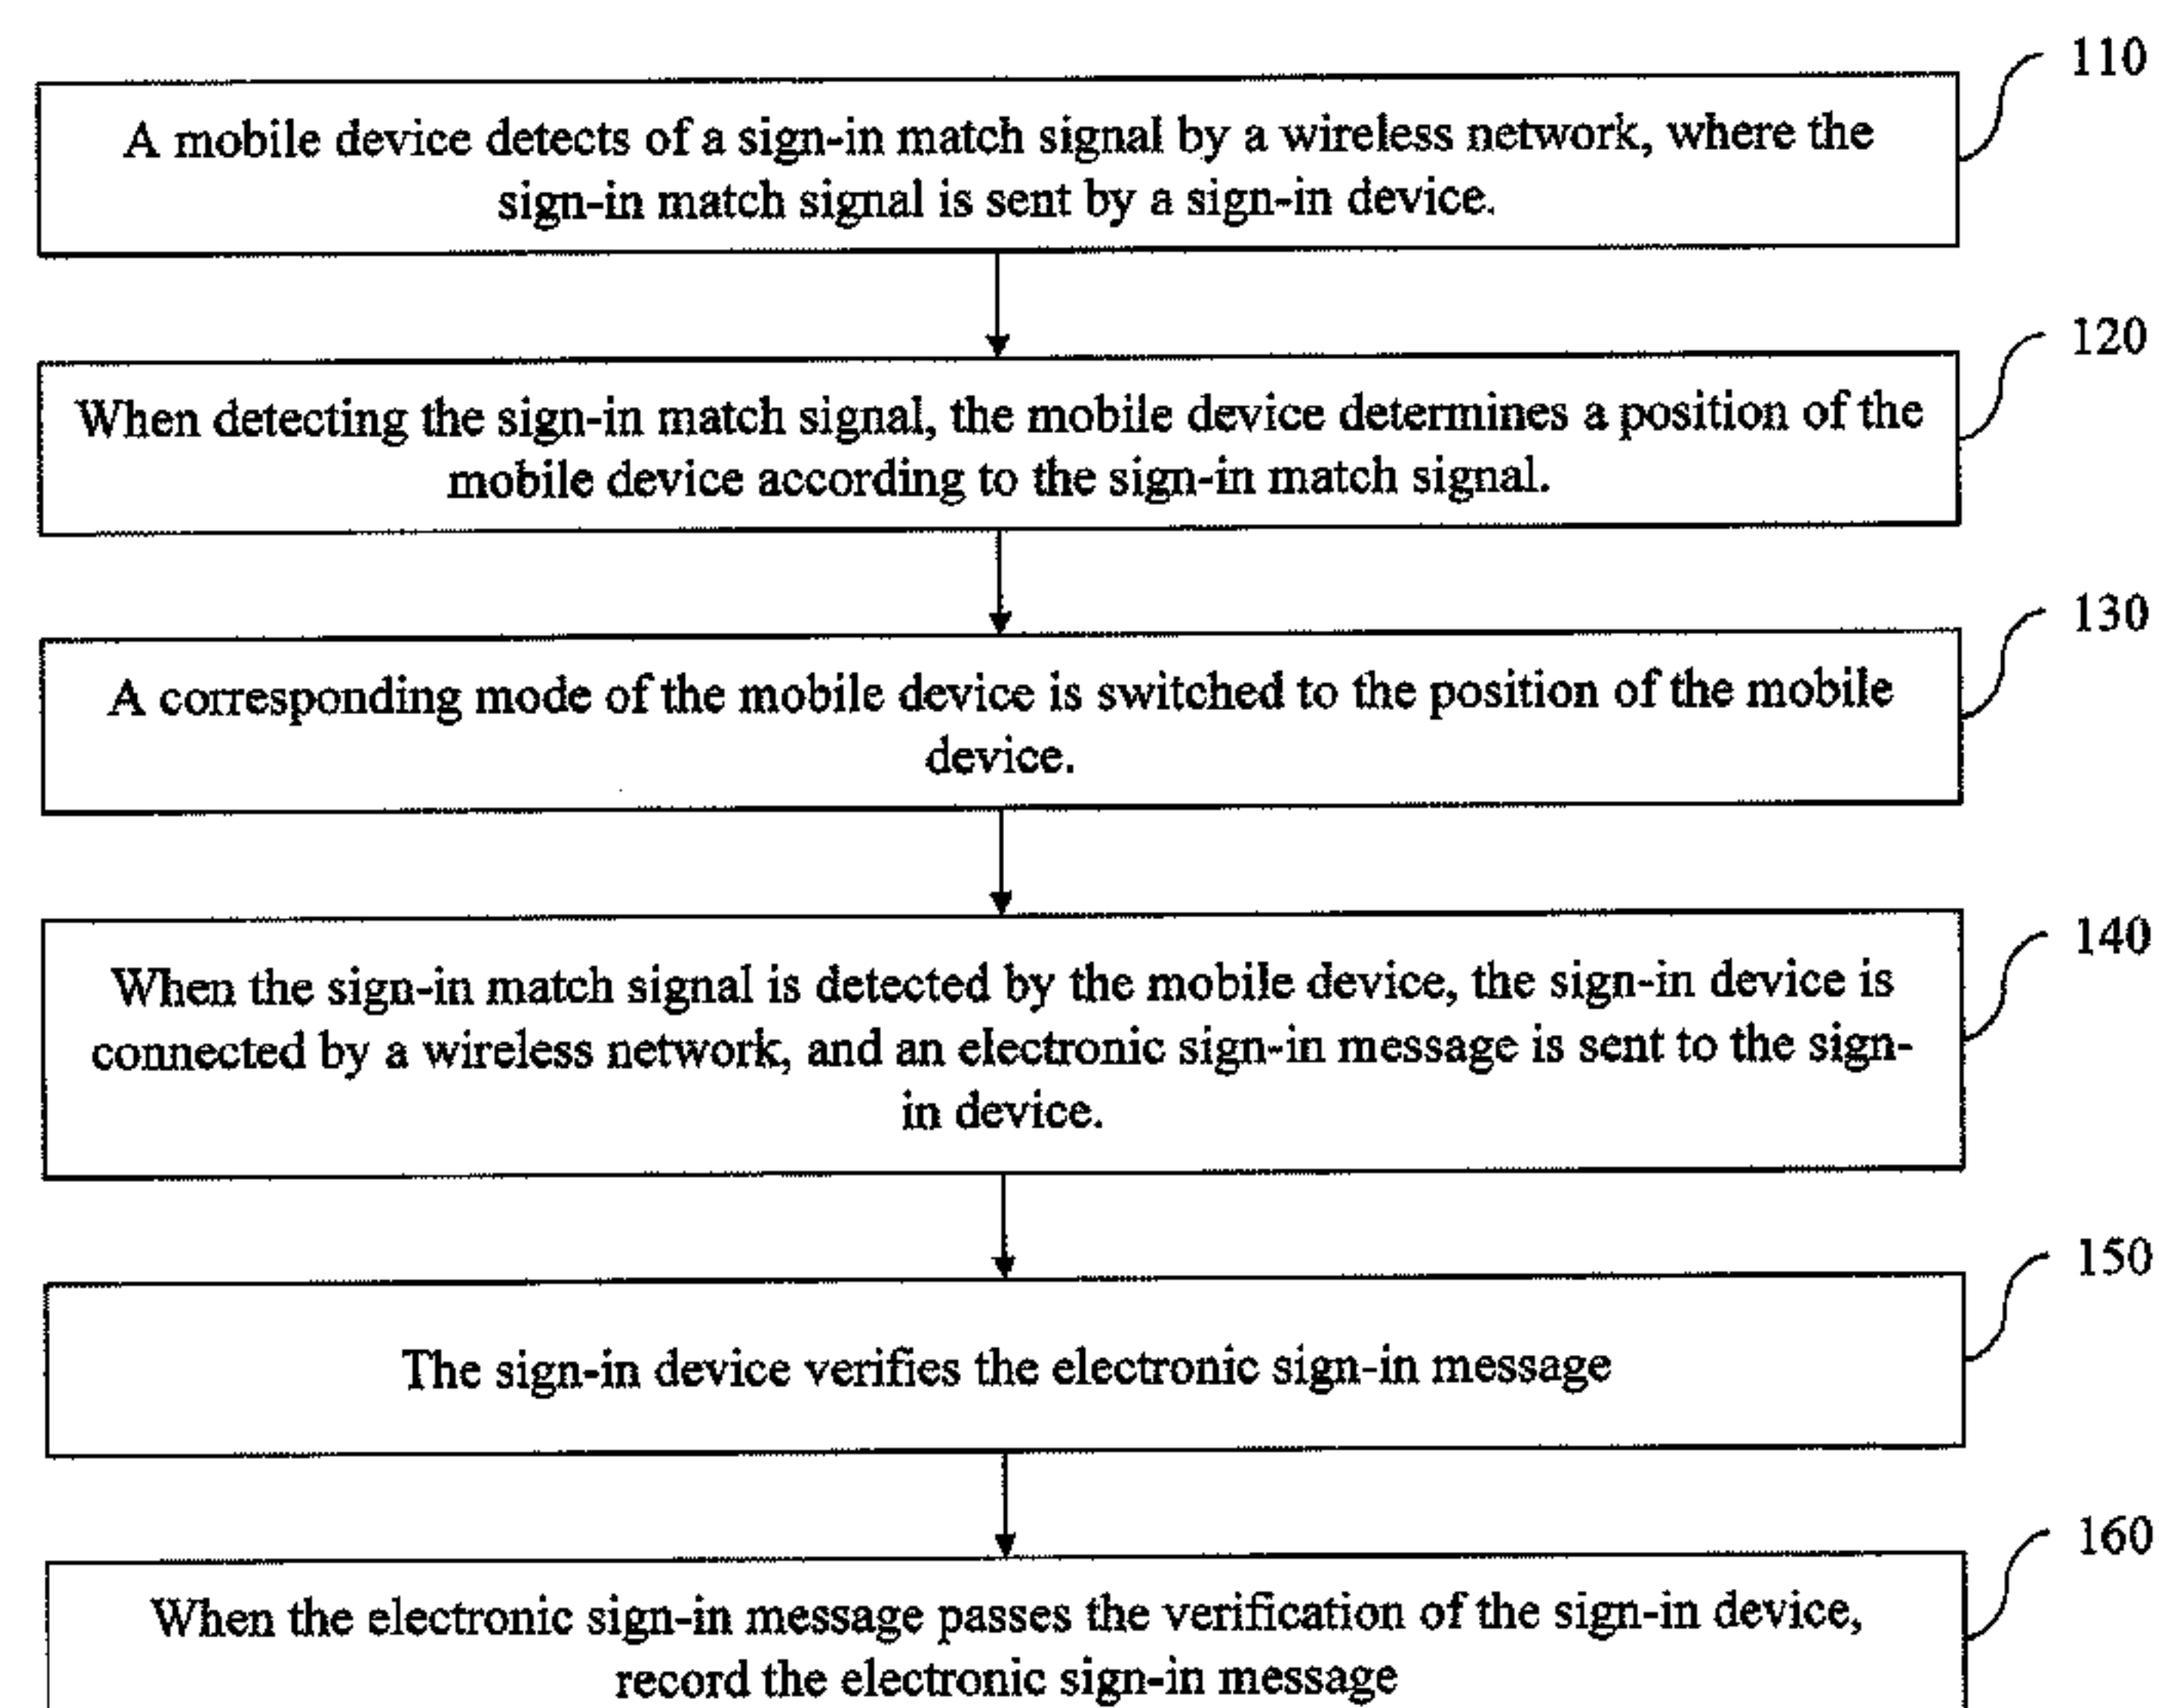 110
A mobile device detects of a sign-in match signal by a wireless network, where the
sign-in match signal is sent by a sign-in device.
120
When detecting the sign-in match signal, the mobile device determines a position of the
mobile device according to the sign-in match signal.
130
A corresponding mode of the mobile device is switched to the position of the mobile
device.
140
When the sign-in match signal is detected by the mobile device, the sign-in device is
connected by a wireless network, and an electronic sign-in message is sent to the sign-
in device.
150
The sign-in device verifies the electronic sign-in message
160
When the electronic sign-in message passes the verification of the sign-in device,
record the electronic sign-in message